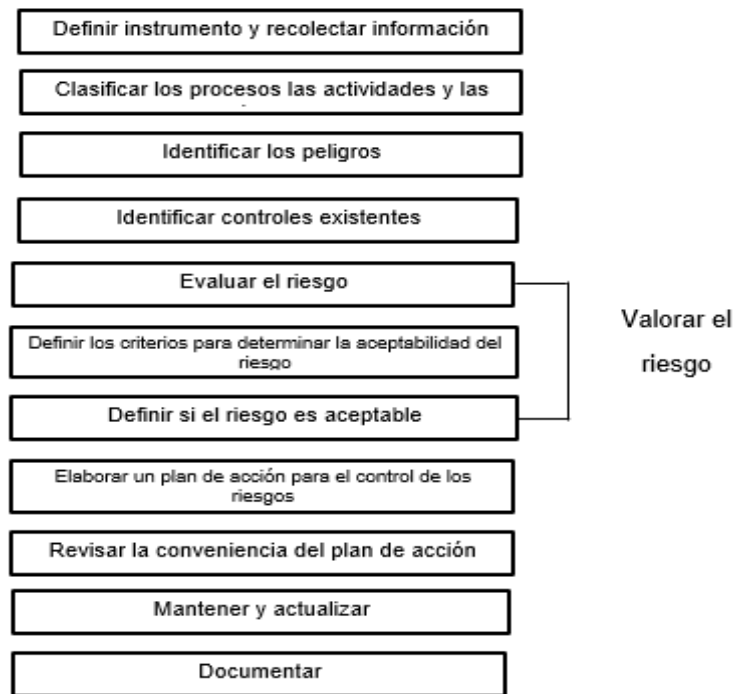 Definir instrumento y recolectar información
Clasificar los procesos las actividades y las
Identificar los peligros
Identificar controles existentes
Evaluar el riesgo
Definir los criterios para determinar la aceptabilidad del
riesgo
Definir si el riesgo es aceptable
Valorar el
riesgo
Elaborar un plan de acción para el control de los
riesgos
Revisar la conveniencia del plan de acción
Mantener y actualizar
Documentar